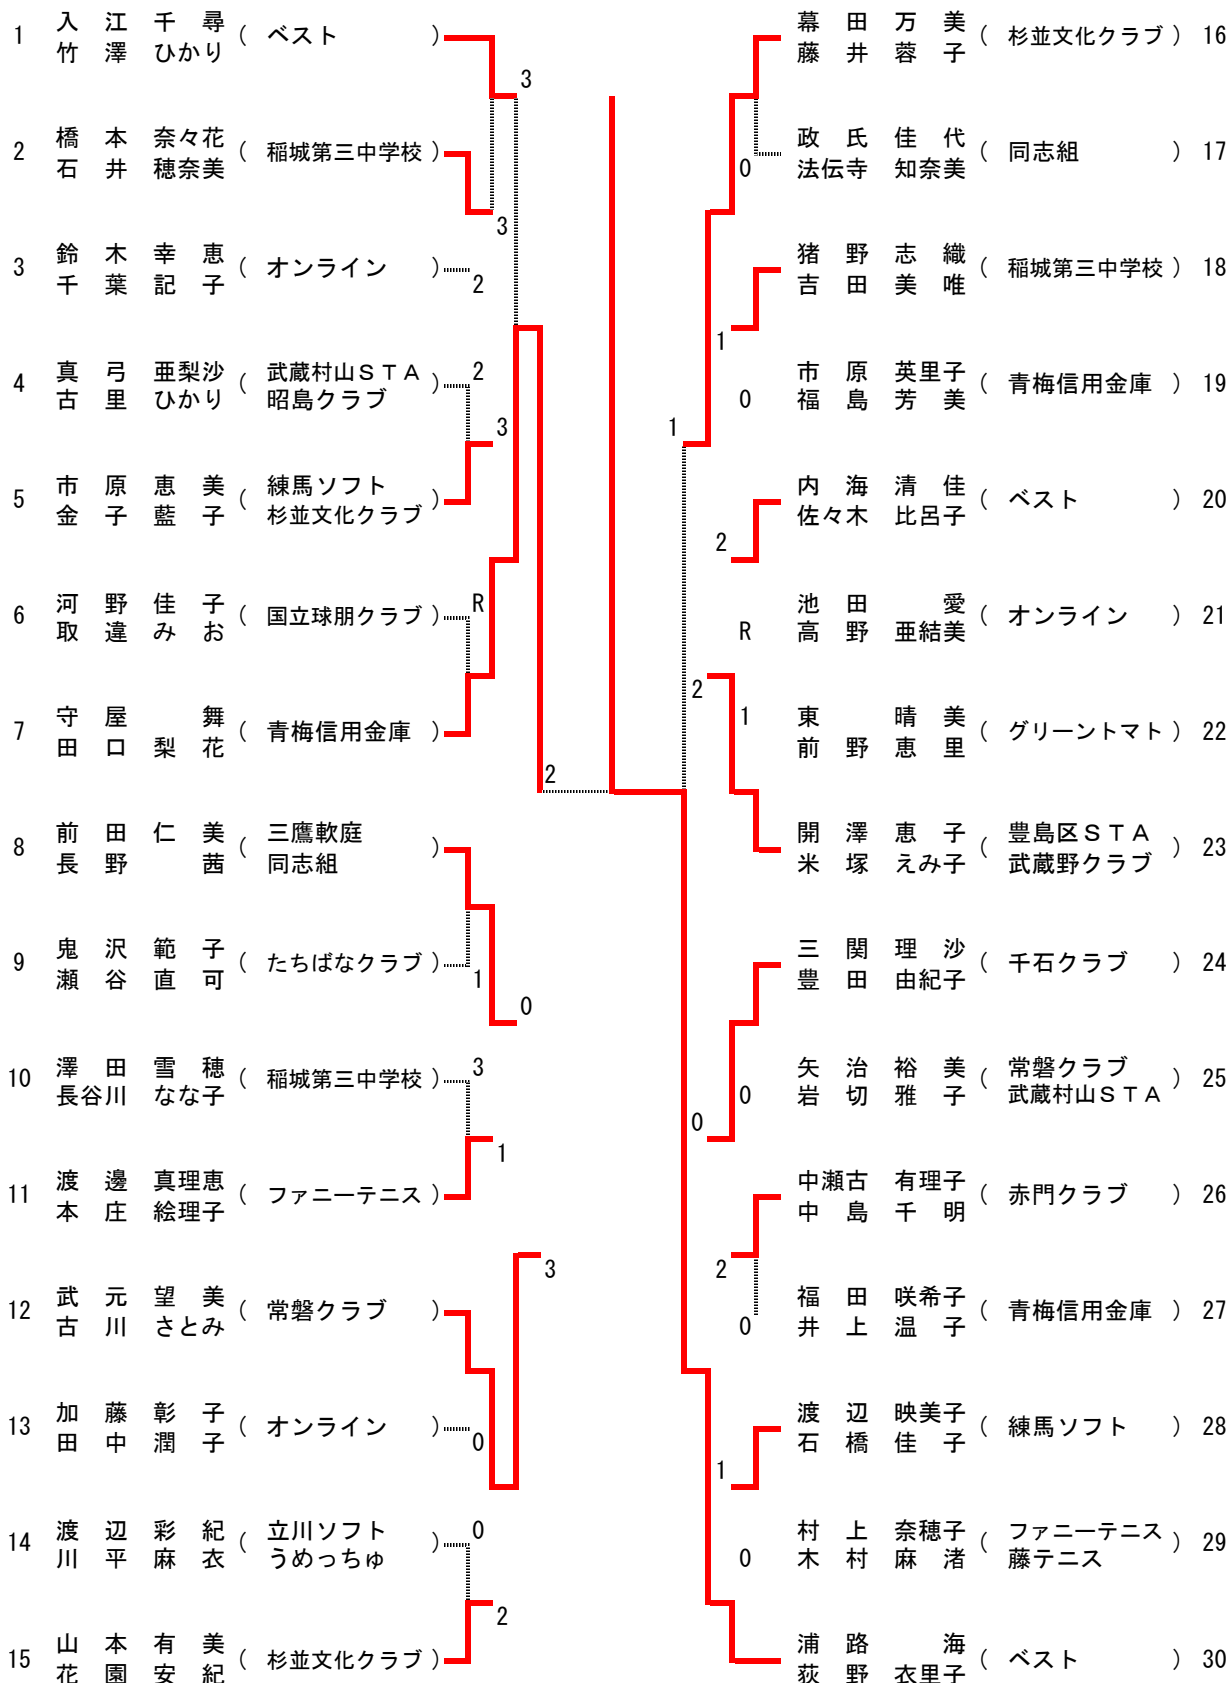 1 入江千尋 竹澤ひかり ( ベスト )
3
2 橋本奈々花 石井穂奈美 ( 稲城第三中学校 )
3
3 鈴木幸恵 千葉記子 ( オンライン )
2
4 真弓亜梨沙 古里ひかり ( 武蔵村山STA 昭島クラブ )
2
3
5 市原恵美 金子藍子 ( 練馬ソフト 杉並文化クラブ )
6 河野佳子 取違みお ( 国立球朋クラブ )
R
7 守屋舞 田口梨花 ( 青梅信用金庫 )
2
8 前田仁美 長野茜 ( 三鷹軟庭 同志組 )
9 鬼沢範子 瀬谷直可 ( たちばなクラブ )
1
0
10 澤田雪穂 長谷川なな子 ( 稲城第三中学校 )
3
1
11 渡邊真理恵 本庄絵理子 ( ファニーテニス )
3
12 武元望美 古川さとみ ( 常磐クラブ )
13 加藤彰子 田中潤子 ( オンライン )
0
14 渡辺彩紀 川平麻衣 ( 立川ソフト うめっちゅ )
0
2
15 山本有美 花園安紀 ( 杉並文化クラブ )
幕田万美 藤井蓉子 ( 杉並文化クラブ ) 16
0
政氏佳代 法伝寺知奈美 ( 同志組 ) 17
猪野志織 吉田美唯 ( 稲城第三中学校 ) 18
1
0
市原英里子 福島芳美 ( 青梅信用金庫 ) 19
1
内海清佳 佐々木比呂子 ( ベスト ) 20
2
R
池田愛 高野亜結美 ( オンライン ) 21
2
1
東晴美 前野恵里 ( グリーントマト ) 22
開澤恵子 米塚えみ子 ( 豊島区STA 武蔵野クラブ ) 23
三関理沙 豊田由紀子 ( 千石クラブ ) 24
0
矢治裕美 岩切雅子 ( 常磐クラブ 武蔵村山STA ) 25
0
中瀬古有理子 中島千明 ( 赤門クラブ ) 26
2
0
福田咲希子 井上温子 ( 青梅信用金庫 ) 27
渡辺映美子 石橋佳子 ( 練馬ソフト ) 28
1
0
村上奈穂子 木村麻渚 ( ファニーテニス 藤テニス ) 29
浦路海 荻野衣里子 ( ベスト ) 30